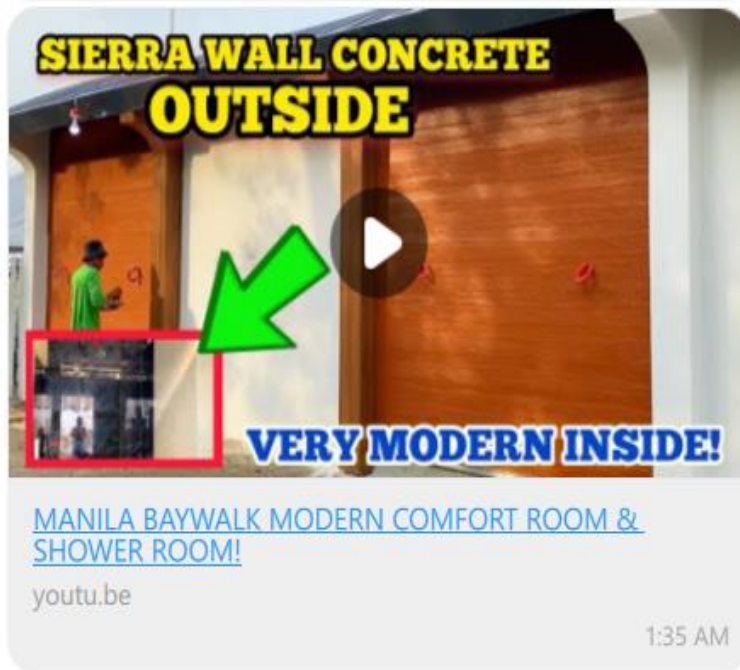 SIERRA WALL CONCRETE
OUTSIDE
VERY MODERN INSIDE!
MANILA BAYWALK MODERN COMFORT ROOM &
SHOWER ROOM!
youtu.be
1:35 AM